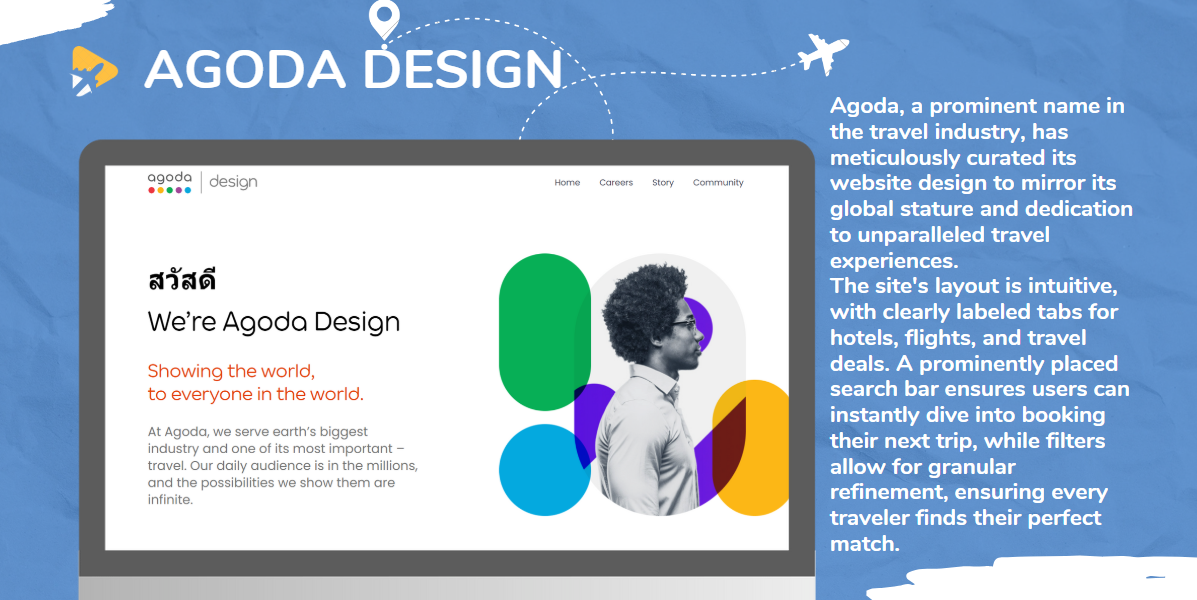 AGODA DESIGN
agoda design
Home Careers Story Community
สวัสดี
We're Agoda Design
Showing the world,
to everyone in the world.
At Agoda, we serve earth's biggest
industry and one of its most important –
travel. Our daily audience is in the millions,
and the possibilities we show them are
infinite.
Agoda, a prominent name in
the travel industry, has
meticulously curated its
website design to mirror its
global stature and dedication
to unparalleled travel
experiences.
The site's layout is intuitive,
with clearly labeled tabs for
hotels, flights, and travel
deals. A prominently placed
search bar ensures users can
instantly dive into booking
their next trip, while filters
allow for granular
refinement, ensuring every
traveler finds their perfect
match.